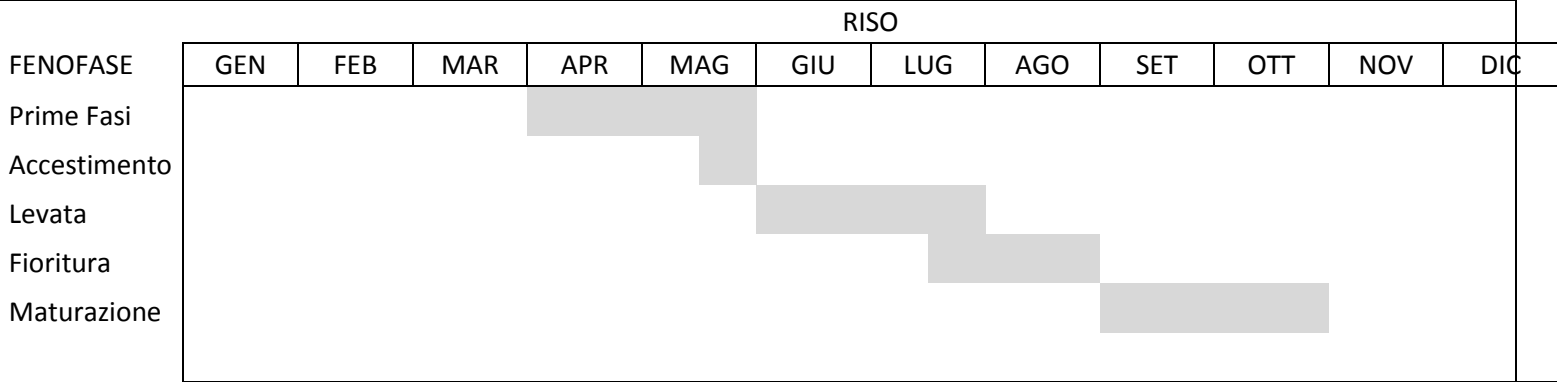 RISO
FENOFASE GEN FEB MAR APR MAG GIU LUG AGO SET OTT NOV DIC
Prime Fasi
Accestimento
Levata
Fioritura
Maturazione